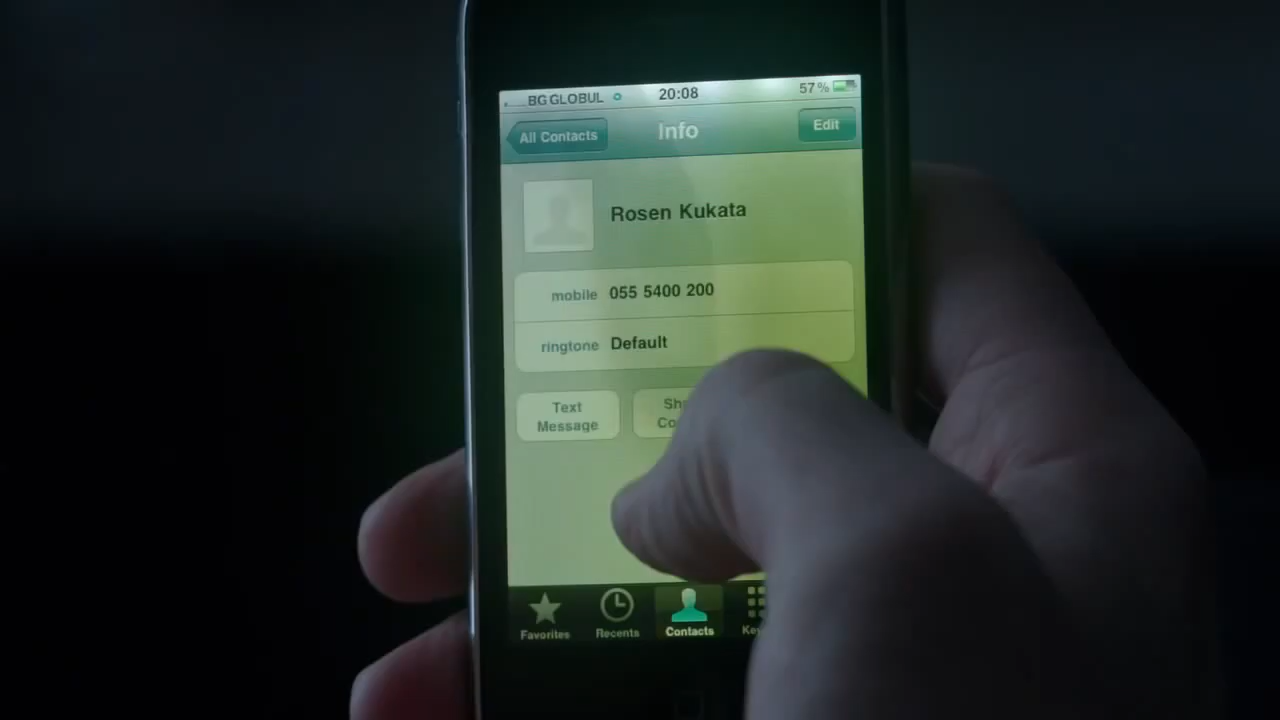 BG GLOBUL 20:08 57%
All Contacts Info Edit
Rosen Kukata
mobile 055 5400 200
ringtone Default
Text
Message
Favorites Recents Contacts